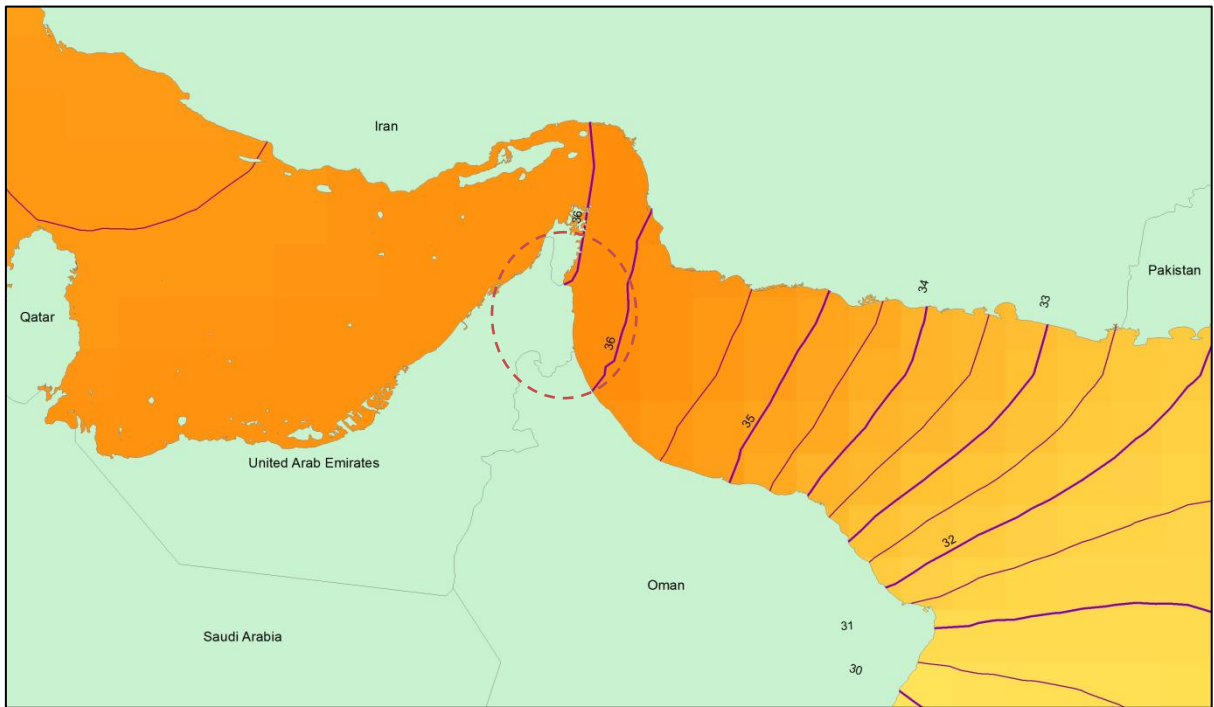 Iran
36
Pakistan
34
33
Qatar
36
35
United Arab Emirates
32
Oman
31
Saudi Arabia
30